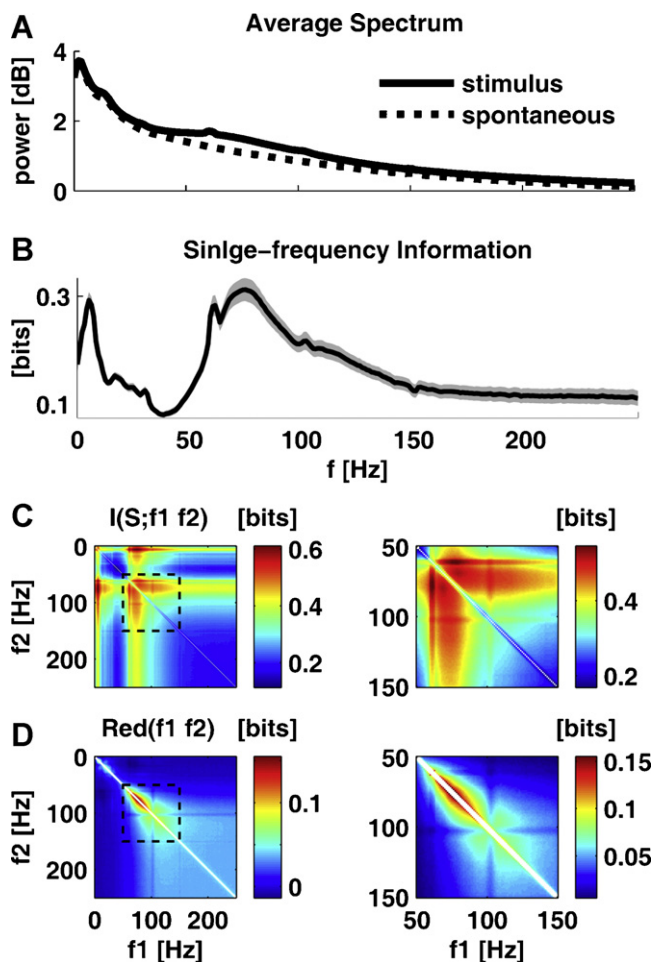 A Average Spectrum
power [dB]
4
2
0
stimulus
spontaneous
B Sinlge-frequency Information
[bits]
0.3
0.1
0 50 100 150 200
f [Hz]
C I(S;f1 f2) [bits] [bits]
f2 [Hz]
0
100
200
0.6
0.4
0.2
50
100
150
0.4
0.2
0 100 200
D Red(f1 f2) [bits] [bits]
f2 [Hz]
0
100
200
0.1
0
50
100
150
0.15
0.10
0.05
0 100 200
50 100 150
f1 [Hz] f1 [Hz]